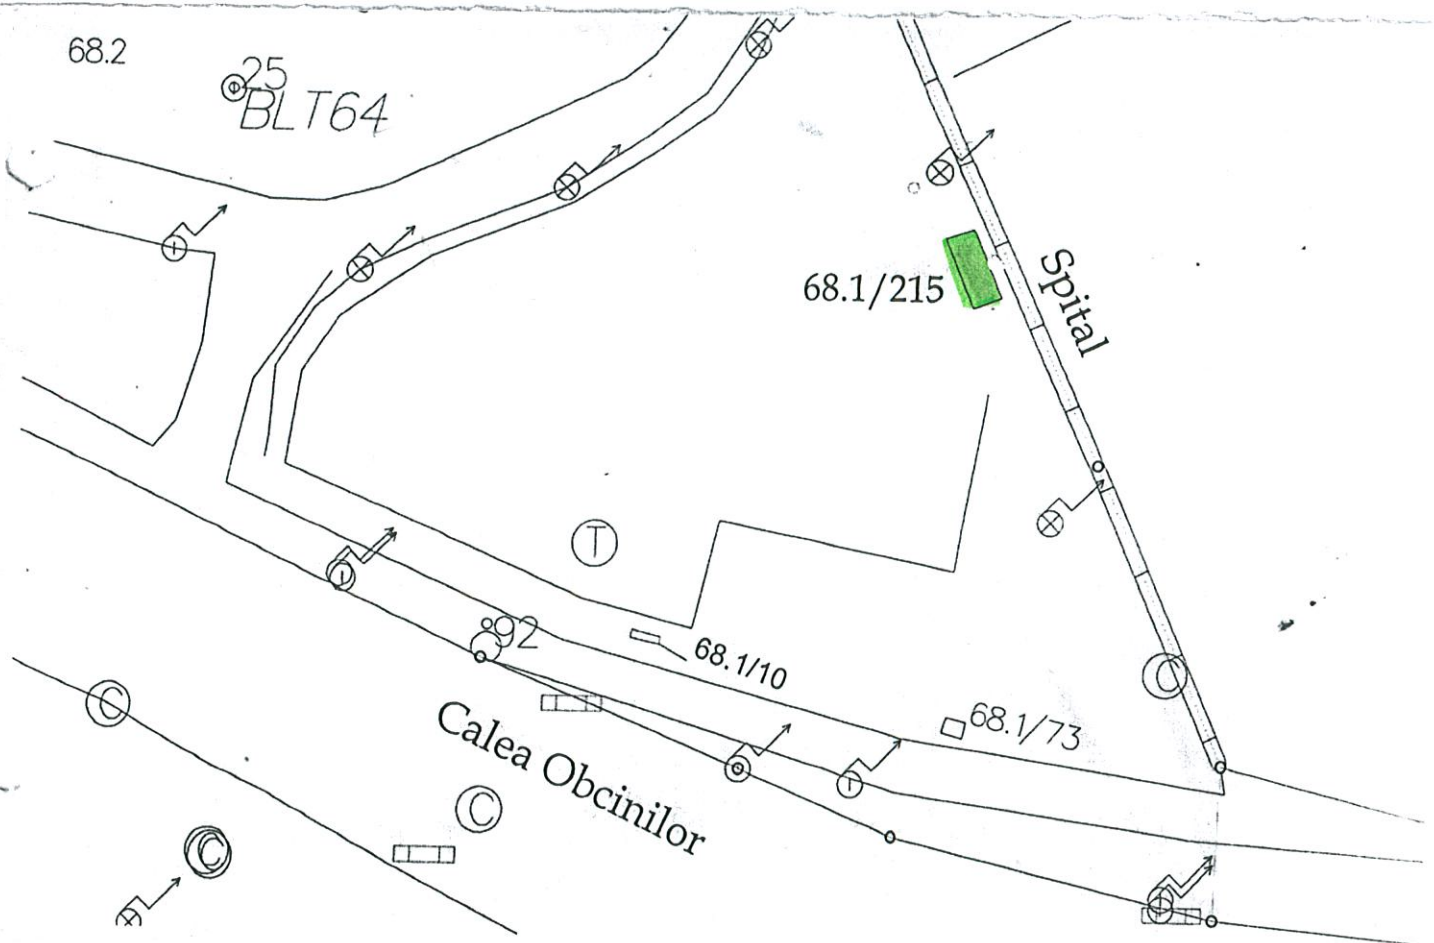 68.2
25
BLT64
68.1/215
Spital
T
92
68.1/10
68.1/73
C
C
Calea Obcinilor
C
C